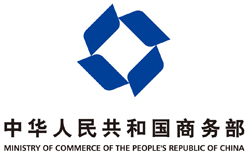 中华人民共和国商务部
MINISTRY OF COMMERCE OF THE PEOPLE'S REPUBLIC OF CHINA